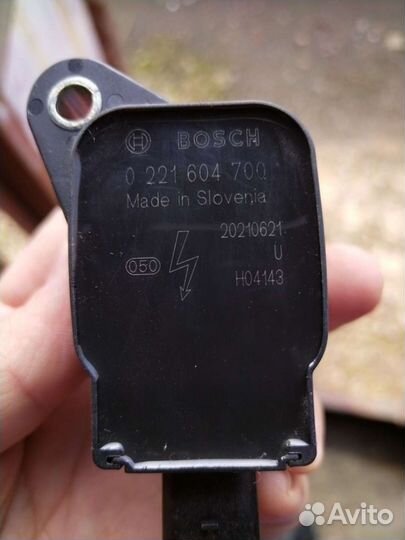 BOSCH
0 221 604 700
Made in Slovenia
20210621
U
050
H04143
Avito